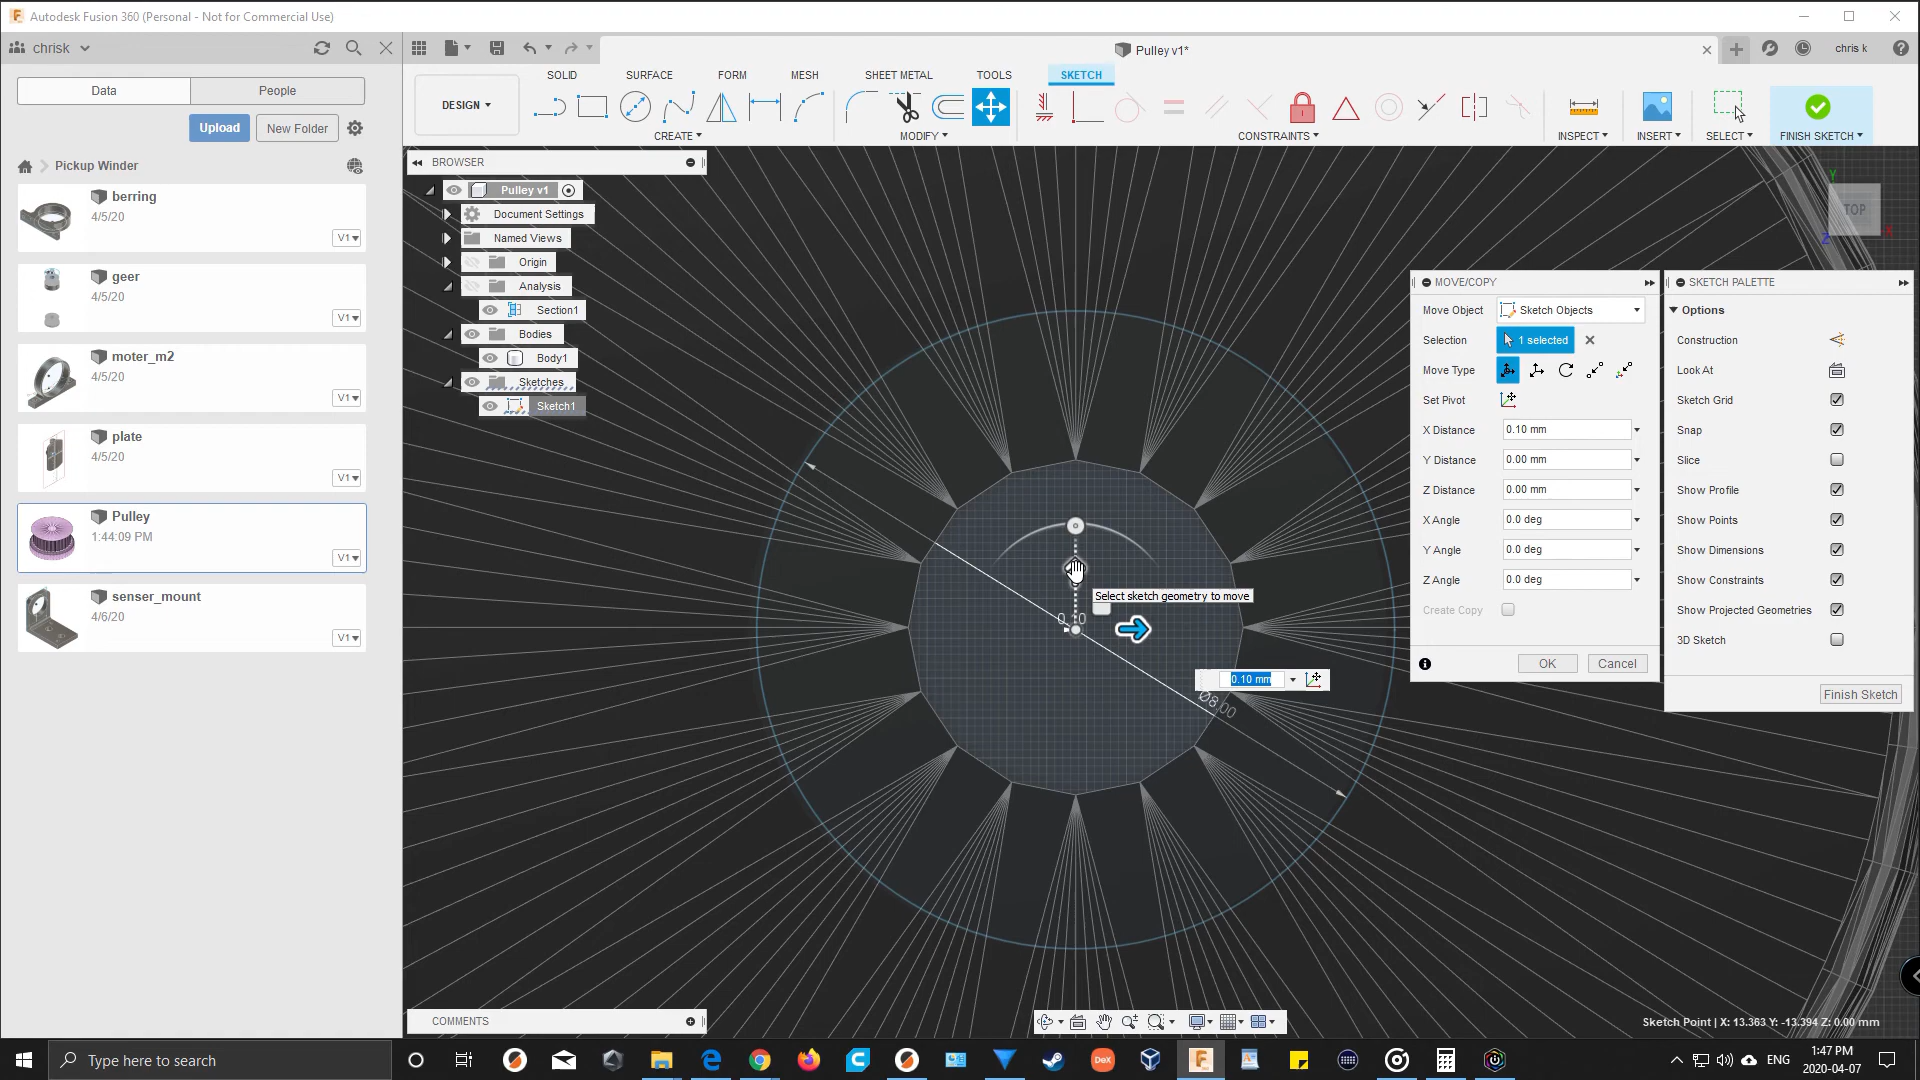 Autodesk Fusion 360 (Personal - Not for Commercial Use)
chrisk
Pulley v1*
chris k
Data
People
Upload
New Folder
Pickup Winder
berring
4/5/20
V1
geer
4/5/20
V1
moter_m2
4/5/20
V1
plate
4/5/20
V1
Pulley
1:44:09 PM
V1
senser_mount
4/6/20
V1
SOLID
SURFACE
FORM
MESH
SHEET METAL
TOOLS
SKETCH
DESIGN
CREATE
MODIFY
CONSTRAINTS
INSPECT
INSERT
SELECT
FINISH SKETCH
BROWSER
Pulley v1
Document Settings
Named Views
Origin
Analysis
Section1
Bodies
Body1
Sketches
Sketch1
Y
TOP
X
Z
MOVE/COPY
Move Object
Sketch Objects
Selection
1 selected
Move Type
Set Pivot
X Distance
0.10 mm
Y Distance
0.00 mm
Z Distance
0.00 mm
X Angle
0.0 deg
Y Angle
0.0 deg
Z Angle
0.0 deg
Create Copy
OK
Cancel
SKETCH PALETTE
Options
Construction
Look At
Sketch Grid
Snap
Slice
Show Profile
Show Points
Show Dimensions
Show Constraints
Show Projected Geometries
3D Sketch
Finish Sketch
Select sketch geometry to move
0.10 mm
Ø8.00
COMMENTS
Sketch Point | X: 13.363 Y: -13.394 Z: 0.00 mm
Type here to search
DeX
ENG
1:47 PM
2020-04-07